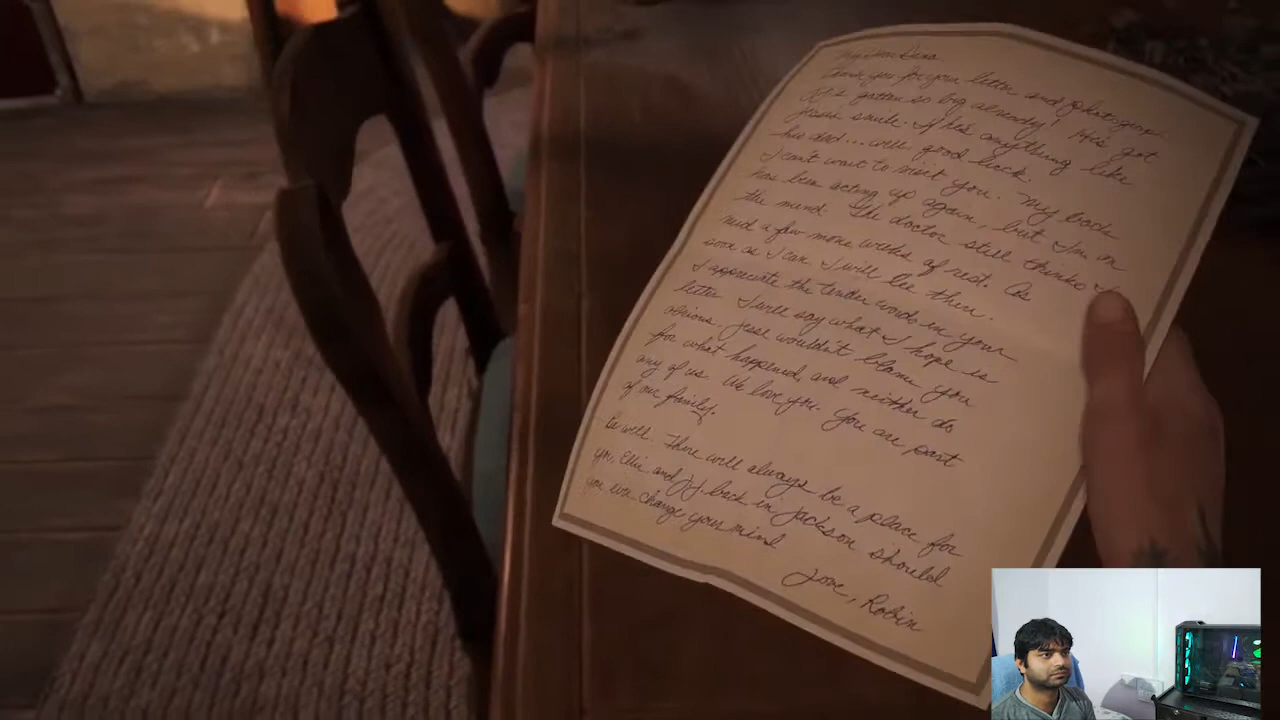 My Dear Dina,
Thank you for your letter and photograph.
It's gotten so big already! He's got
Jesse's smile. If he's anything like
his dad... well, good luck.
I can't wait to visit you. My back
has been acting up again, but I'm on
the mend. The doctor still thinks I
need a few more weeks of rest. As
soon as I can I will be there.
I appreciate the tender words in your
letter. I will say what I hope is
obvious. Jesse wouldn't blame you
for what happened, and neither do
any of us. We love you. You are part
of our family.
Be well. There will always be a place for
you, Ellie and JJ. back in Jackson should
you ever change your mind
Love, Robin